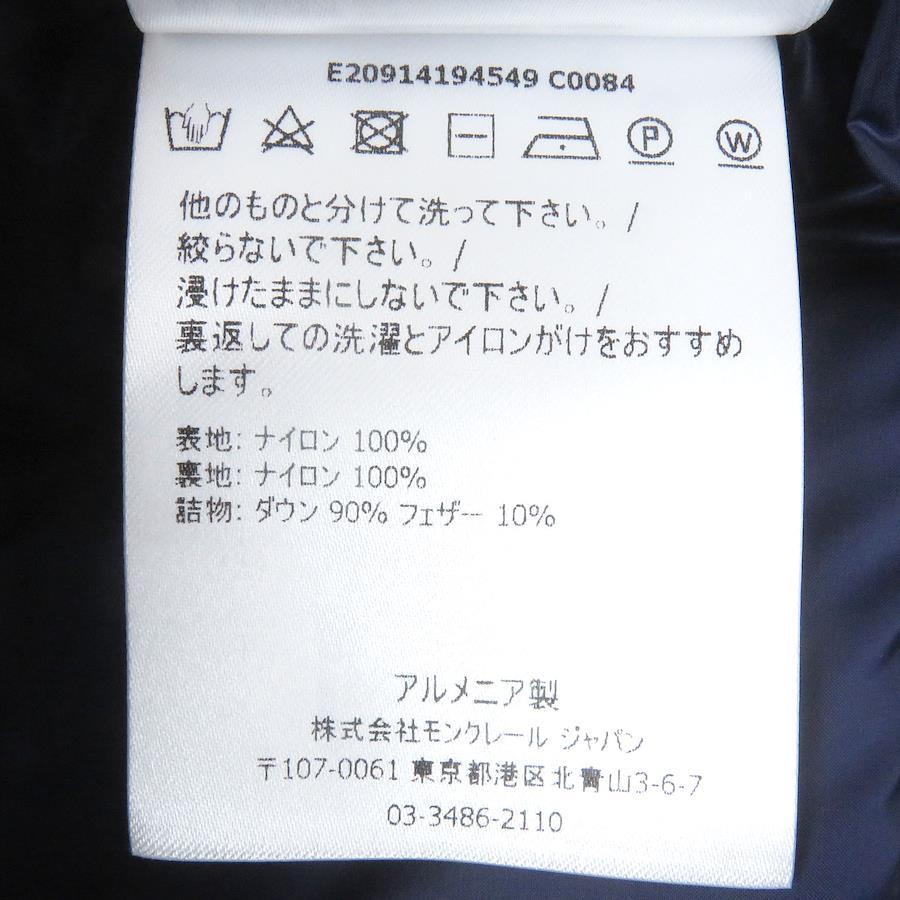 E20914194549 C0084
P W
他のものと分けて洗って下さい。/
絞らないで下さい。/
浸けたままにしないで下さい。/
裏返しての洗濯とアイロンがけをおすすめ
します。
表地: ナイロン 100%
裏地: ナイロン 100%
詰物: ダウン 90% フェザー 10%
アルメニア製
株式会社モンクレール ジャパン
〒107-0061 東京都港区北青山3-6-7
03-3486-2110